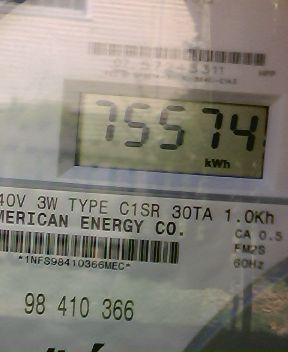 75574
kWh
40V 3W TYPE C1SR 30TA 1.0Kh
MERICAN ENERGY CO.
CA 0.5
FM2S
60Hz
*1NFS98410366MEC*
98 410 366